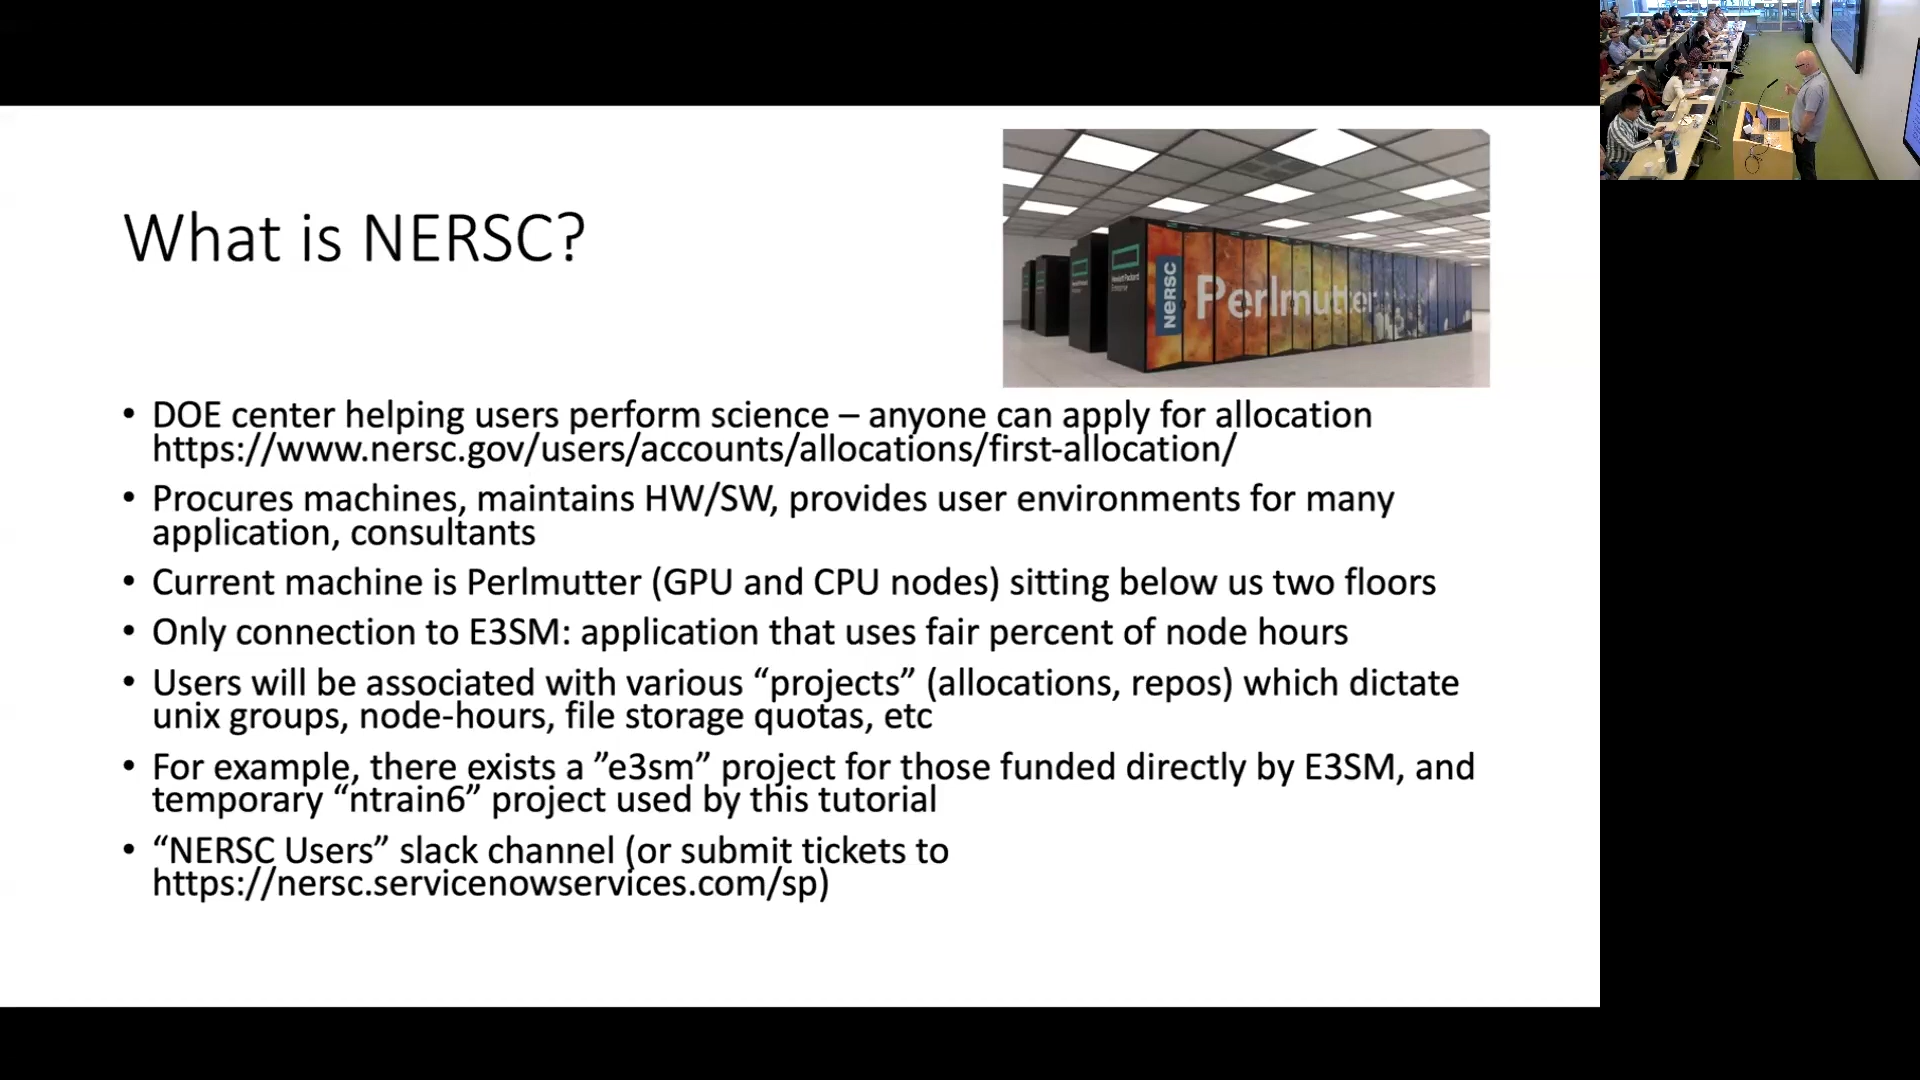 What is NERSC?
NERSC
Perlmutter
Hewlett Packard
Enterprise
• DOE center helping users perform science – anyone can apply for allocation
https://www.nersc.gov/users/accounts/allocations/first-allocation/
• Procures machines, maintains HW/SW, provides user environments for many
application, consultants
• Current machine is Perlmutter (GPU and CPU nodes) sitting below us two floors
• Only connection to E3SM: application that uses fair percent of node hours
• Users will be associated with various “projects” (allocations, repos) which dictate
unix groups, node-hours, file storage quotas, etc
• For example, there exists a ”e3sm” project for those funded directly by E3SM, and
temporary “ntrain6” project used by this tutorial
• “NERSC Users” slack channel (or submit tickets to
https://nersc.servicenowservices.com/sp)